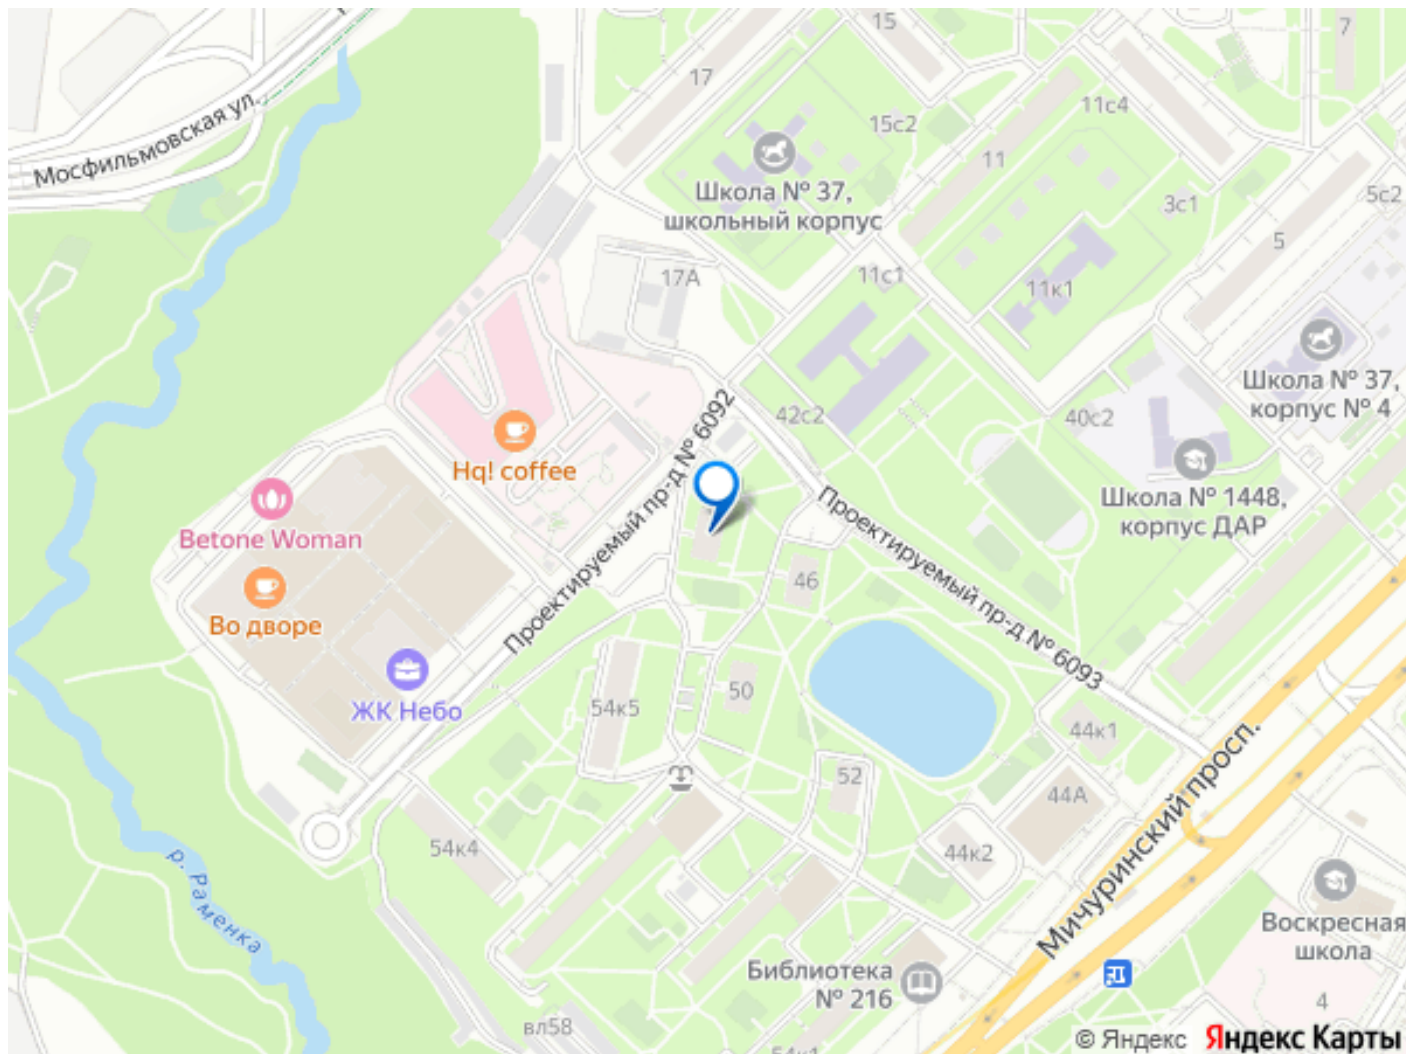 15
7
17
11с4
Мосфильмовская ул.
15с2
11
Школа № 37,
школьный корпус
5с2
3с1
5
17А
11с1
11к1
Школа № 37,
корпус № 4
Проектируемый пр-д № 6092
42с2
40с2
Hq! coffee
Школа № 1448,
корпус ДАР
Betone Woman
Проектируемый пр-д № 6093
46
Во дворе
50
54к5
ЖК Небо
44к1
52
44А
Мичуринский просп.
54к4
44к2
р. Раменка
Воскресная
школа
Библиотека
№ 216
4
вл58
54к1
© Яндекс Яндекс Карты